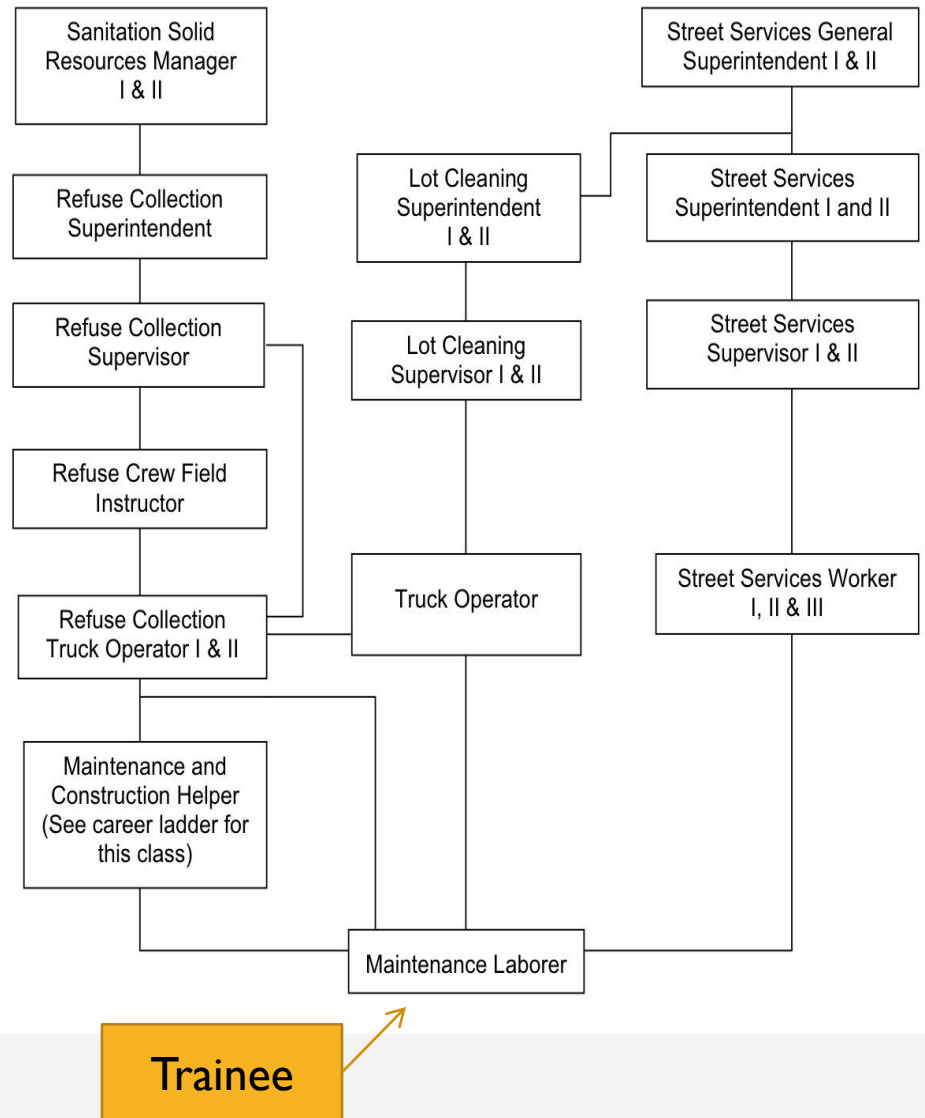 Sanitation Solid
Resources Manager
I & II
Street Services General
Superintendent I & II
Refuse Collection
Superintendent
Lot Cleaning
Superintendent
I & II
Street Services
Superintendent I and II
Refuse Collection
Supervisor
Lot Cleaning
Supervisor I & II
Street Services
Supervisor I & II
Refuse Crew Field
Instructor
Refuse Collection
Truck Operator I & II
Truck Operator
Street Services Worker
I, II & III
Maintenance and
Construction Helper
(See career ladder for
this class)
Maintenance Laborer
Trainee